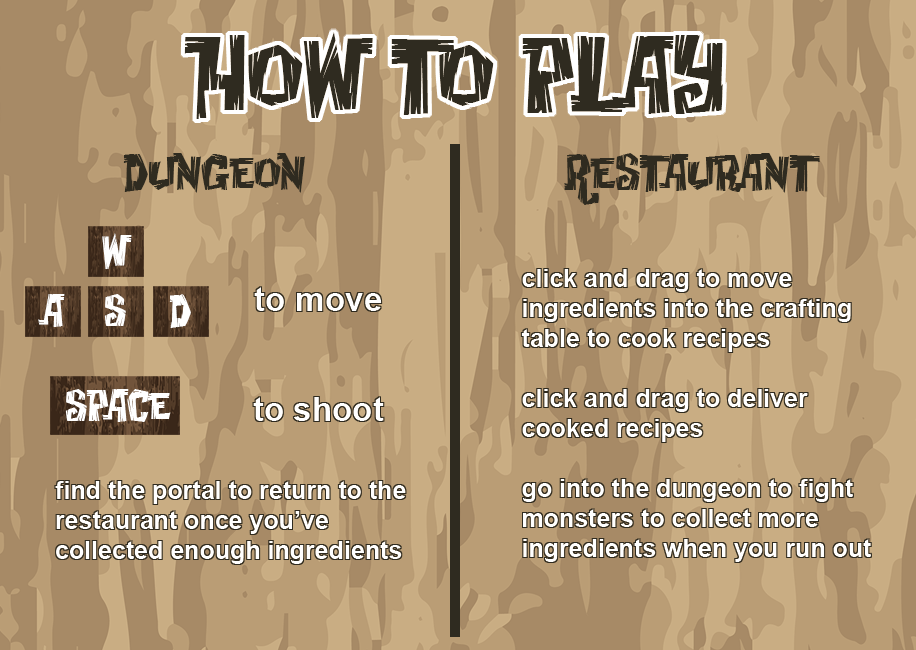 HOW TO PLAY
DUNGEON
W
A S D
to move
SPACE
to shoot
find the portal to return to the
restaurant once you’ve
collected enough ingredients
RESTAURANT
click and drag to move
ingredients into the crafting
table to cook recipes
click and drag to deliver
cooked recipes
go into the dungeon to fight
monsters to collect more
ingredients when you run out